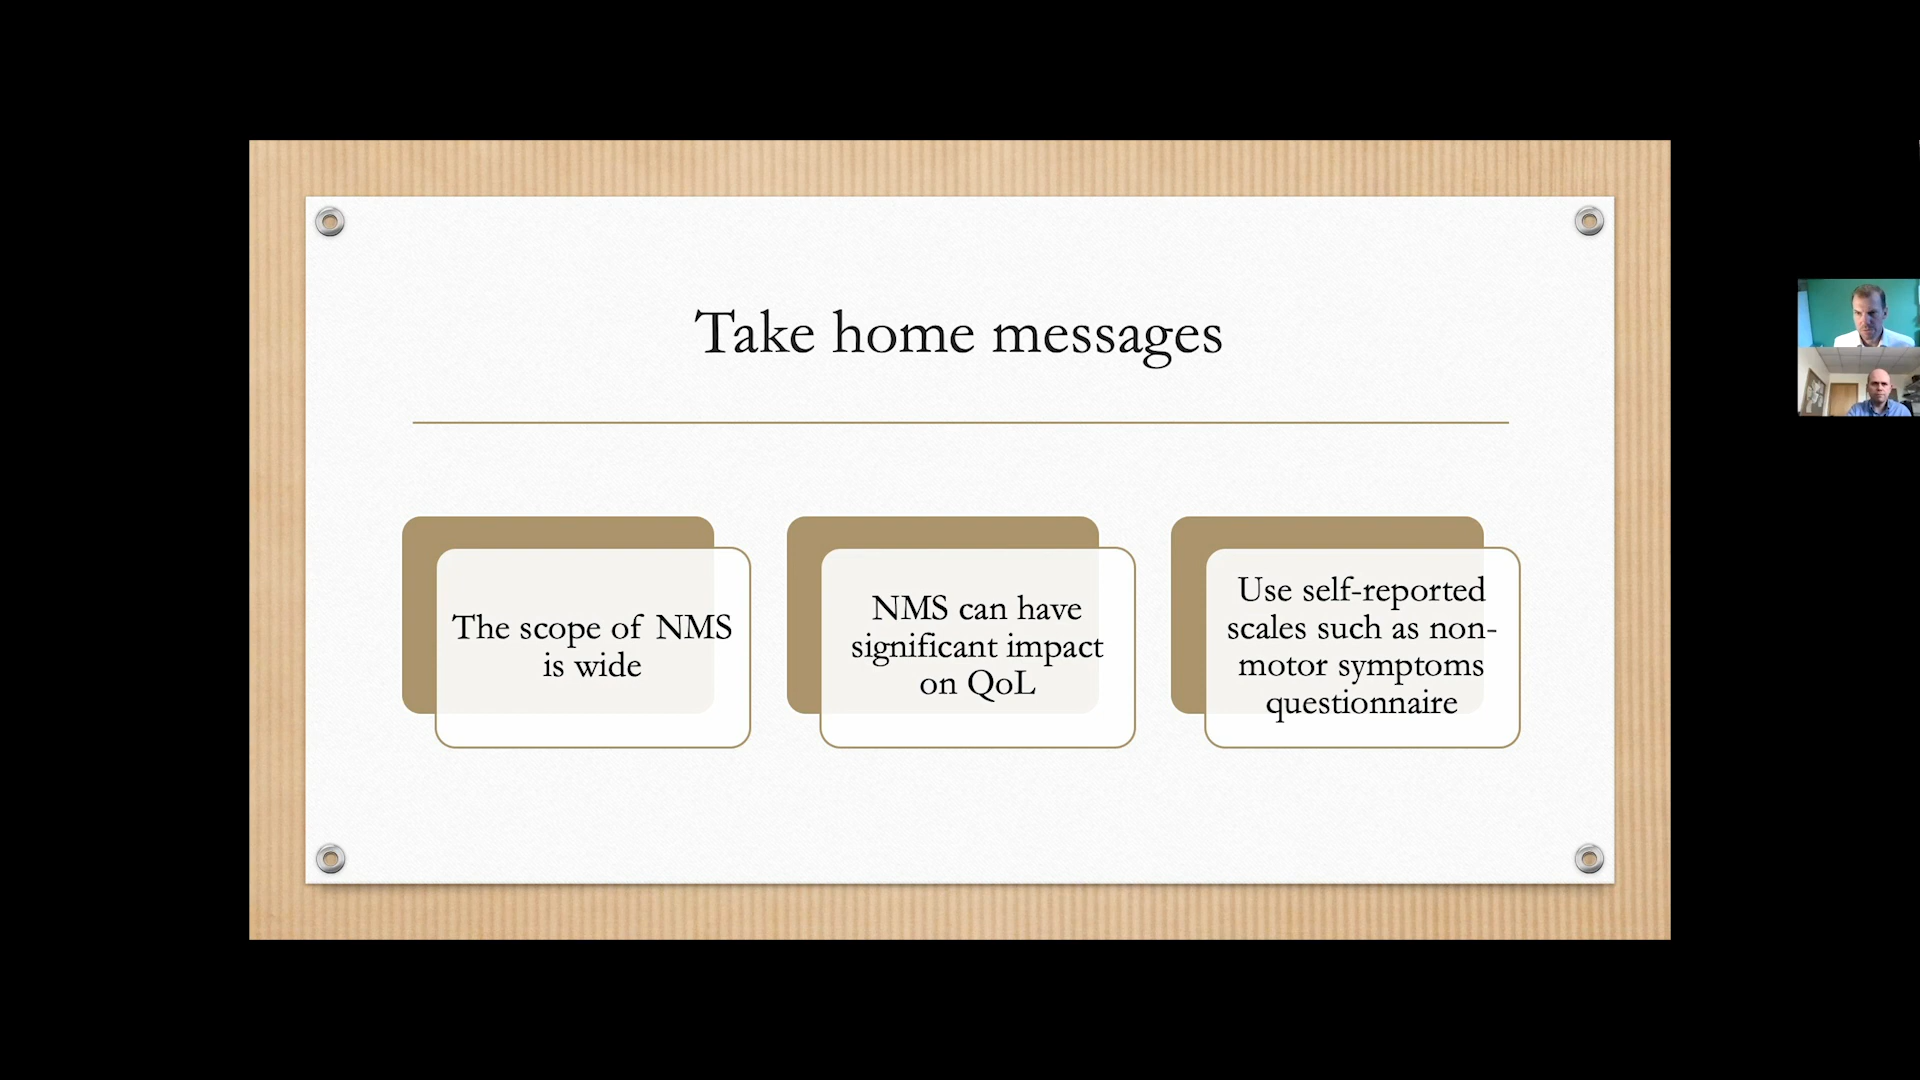 Take home messages
The scope of NMS
is wide
NMS can have
significant impact
on QoL
Use self-reported
scales such as non-
motor symptoms
questionnaire